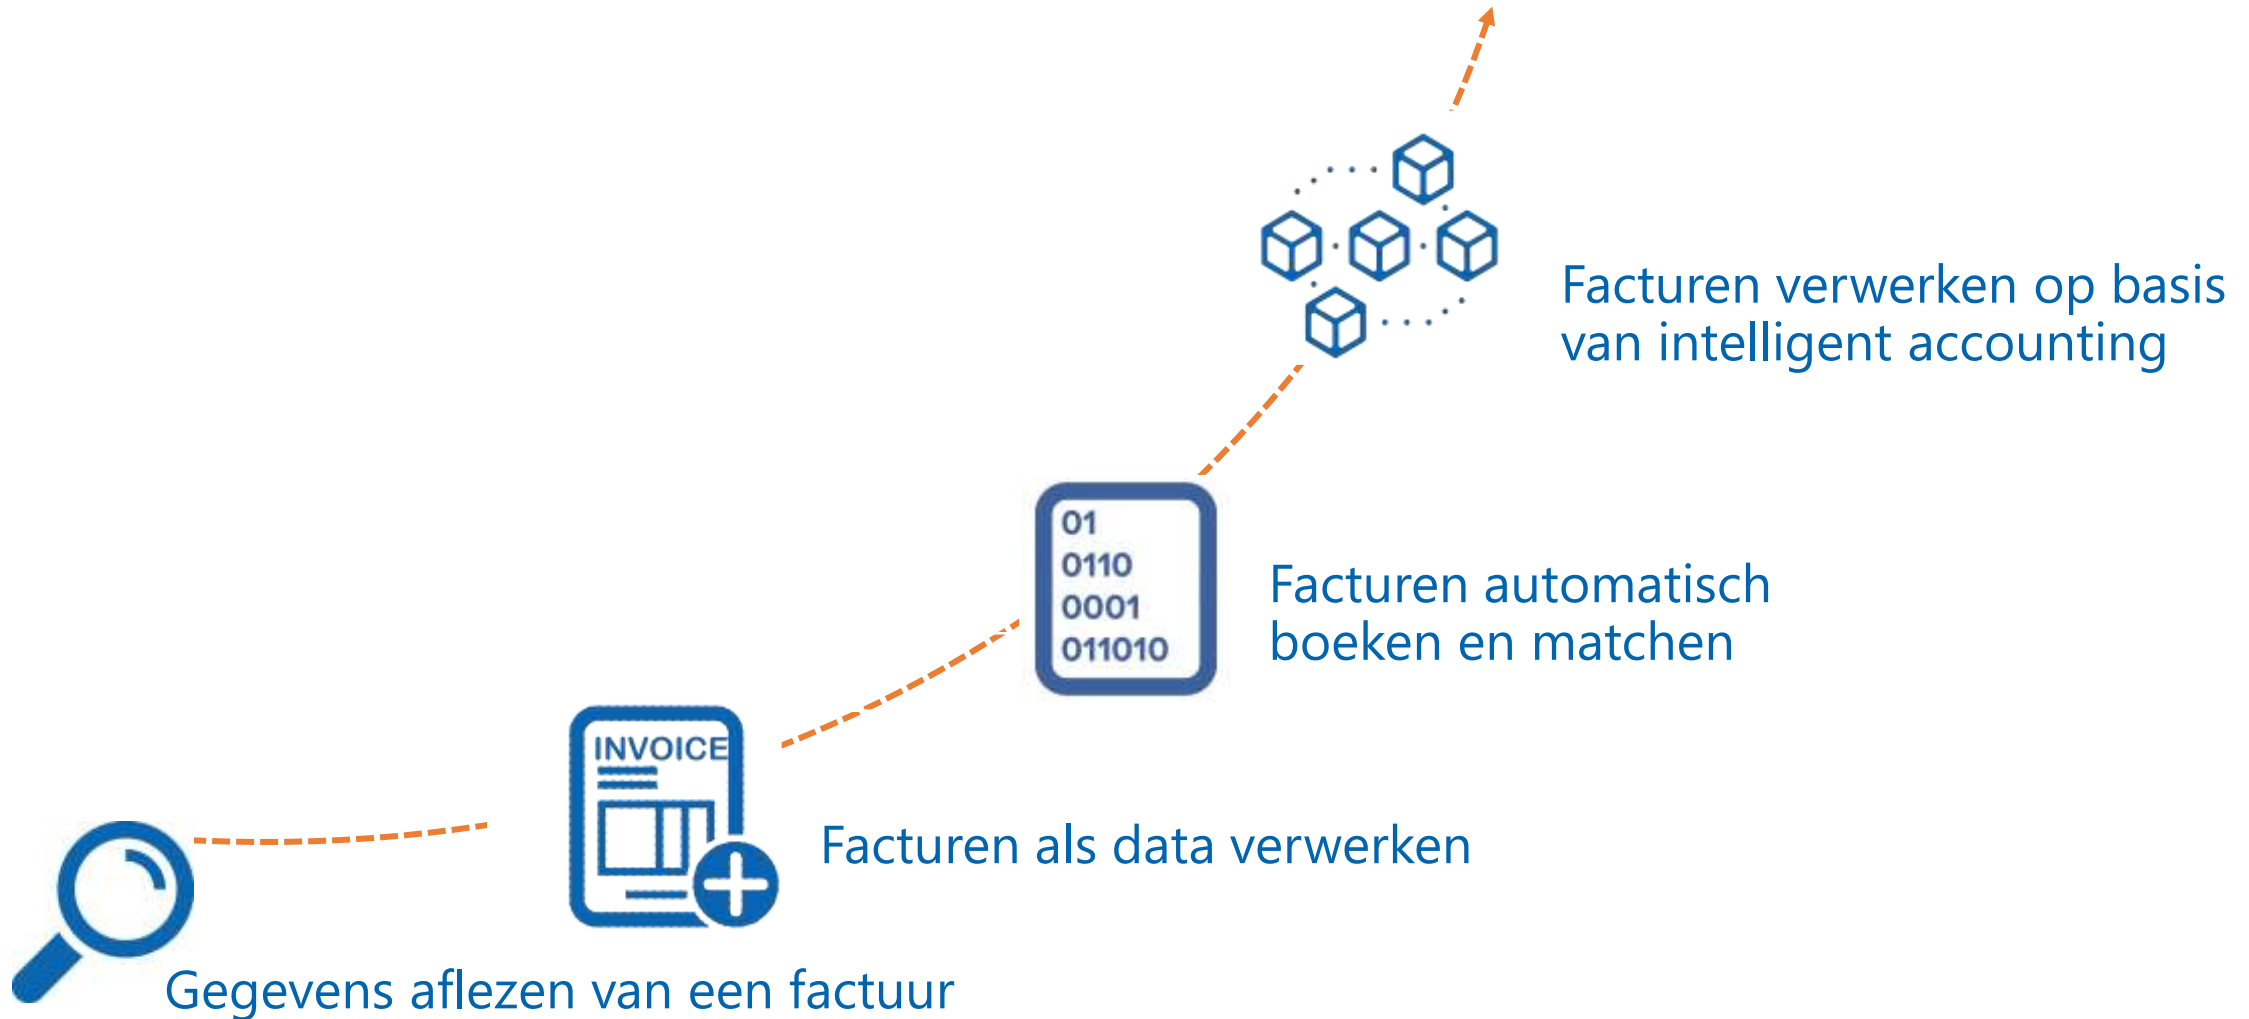 Facturen verwerken op basis
van intelligent accounting
01
0110
0001
011010
Facturen automatisch
boeken en matchen
INVOICE
Facturen als data verwerken
Gegevens aflezen van een factuur